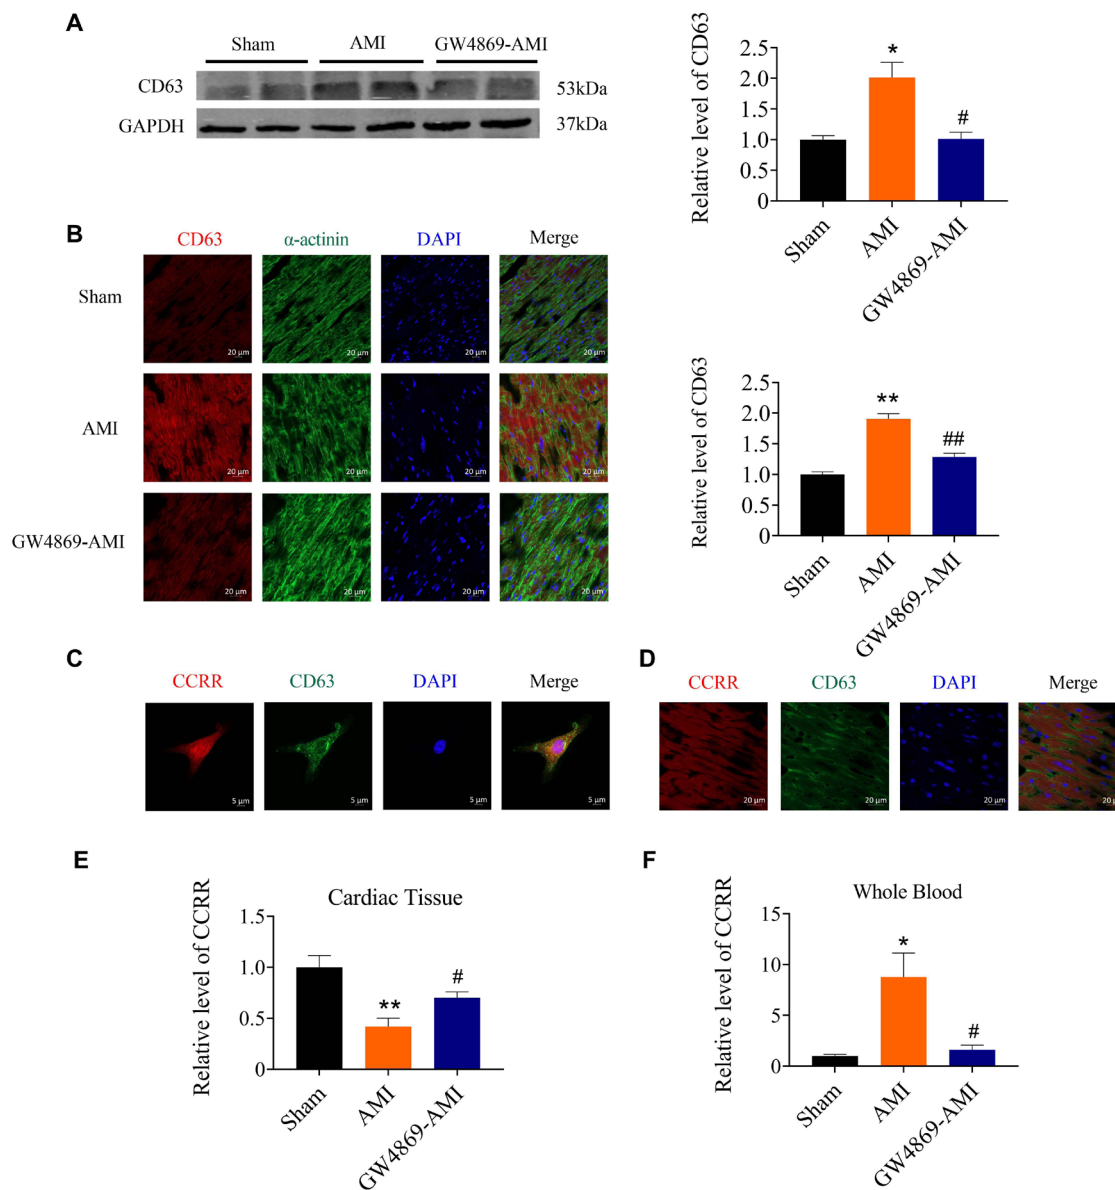 A
Sham AMI GW4869-AMI
CD63 53kDa
GAPDH 37kDa
Relative level of CD63
2.5
2.0
1.5
1.0
0.5
0
*
#
Sham AMI GW4869-AMI
B
CD63 α-actinin DAPI Merge
Sham
20 μm 20 μm 20 μm 20 μm
AMI
20 μm 20 μm 20 μm 20 μm
GW4869-AMI
20 μm 20 μm 20 μm 20 μm
Relative level of CD63
2.5
2.0
1.5
1.0
0.5
0
**
##
Sham AMI GW4869-AMI
C
CCRR CD63 DAPI Merge
5 μm 5 μm 5 μm 5 μm
D
CCRR CD63 DAPI Merge
20 μm 20 μm 20 μm 20 μ
E
Cardiac Tissue
Relative level of CCRR
1.5
1.0
0.5
0
**
#
Sham AMI GW4869-AMI
F
Whole Blood
Relative level of CCRR
15
10
5
0
*
#
Sham AMI GW4869-AMI